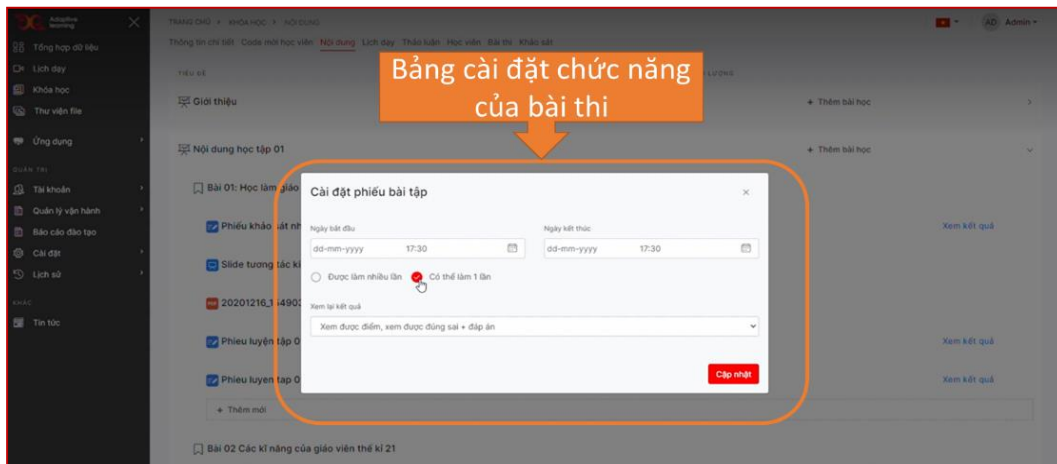 Adaptive
learning
TRANG CHỦ > KHÓA HỌC > NỘI DUNG
AD Admin
Thông tin chi tiết Code mời học viên Nội dung Lịch dạy Thảo luận Học viên Bài thi Khảo sát
Tổng hợp dữ liệu
Lịch dạy
Khóa học
Thư viện file
Ứng dụng
QUẢN TRỊ
Tài khoản
Quản lý vận hành
Báo cáo đào tạo
Cài đặt
Lịch sử
KHÁC
Tin tức
Bảng cài đặt chức năng
của bài thi
TIÊU ĐỀ
LƯỢNG
Giới thiệu
+ Thêm bài học
Nội dung học tập 01
+ Thêm bài học
Bài 01: Học làm giáo
Phiếu khảo sát nh
Xem kết quả
Slide tương tác ki
Phieu luyện tập 0
Xem kết quả
Phieu luyen tap 0
Xem kết quả
+ Thêm mới
Bài 02 Các kĩ năng của giáo viên thế kỉ 21
Cài đặt phiếu bài tập
Ngày bắt đầu
Ngày kết thúc
dd-mm-yyyy 17:30
dd-mm-yyyy 17:30
Được làm nhiều lần
Có thể làm 1 lần
Xem lại kết quả
Xem được điểm, xem được đúng sai + đáp án
Cập nhật